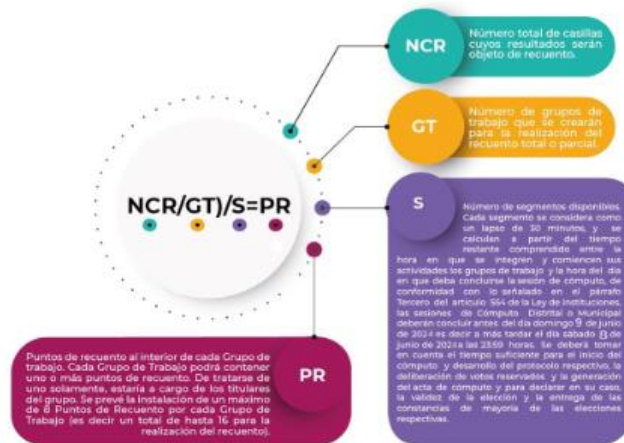 NCR
Número total de casillas
cuyos resultados serán
objeto de recuento.
GT
Número de grupos de
trabajo que se crearán
para la realización del
recuento total o parcial.
NCR/GT)/S=PR
S
Número de segmentos disponibles.
Cada segmento se considera como
un lapso de 30 minutos, y se
calculan a partir del tiempo
restante comprendido entre la
hora en que se integren y comiencen sus
actividades los grupos de trabajo y la hora del día
en que deba concluirse la sesión de cómputo, de
conformidad con lo señalado en el párrafo
Tercero del artículo 564 de la Ley de Instituciones,
las sesiones de Cómputo Distrital o Municipal
deberán concluir antes del día domingo 9 de junio
de 2024 es decir a más tardar el día sábado 8 de
junio de 2024 a las 23:59 horas. Se deberá tomar
en cuenta el tiempo suficiente para el inicio del
cómputo y desarrollo del protocolo respectivo, la
deliberación de votos reservados y la generación
del acta de cómputo y para declarar en su caso,
la validez de la elección y la entrega de las
constancias de mayoría de las elecciones
respectivas.
PR
Puntos de recuento al interior de cada Grupo de
trabajo. Cada Grupo de Trabajo podrá contener
uno o más puntos de recuento. De tratarse de
uno solamente, estaría a cargo de los titulares
del grupo. Se prevé la instalación de un máximo
de 8 Puntos de Recuento por cada Grupo de
Trabajo (es decir un total de hasta 16 para la
realización del recuento).